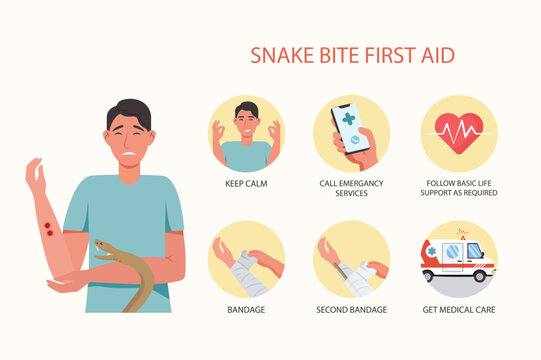 SNAKE BITE FIRST AID
KEEP CALM
CALL EMERGANCY
SERVICES
FOLLOW BASIC LIFE
SUPPORT AS REQUIRED
BANDAGE
SECOND BANDAGE
GET MEDICAL CARE